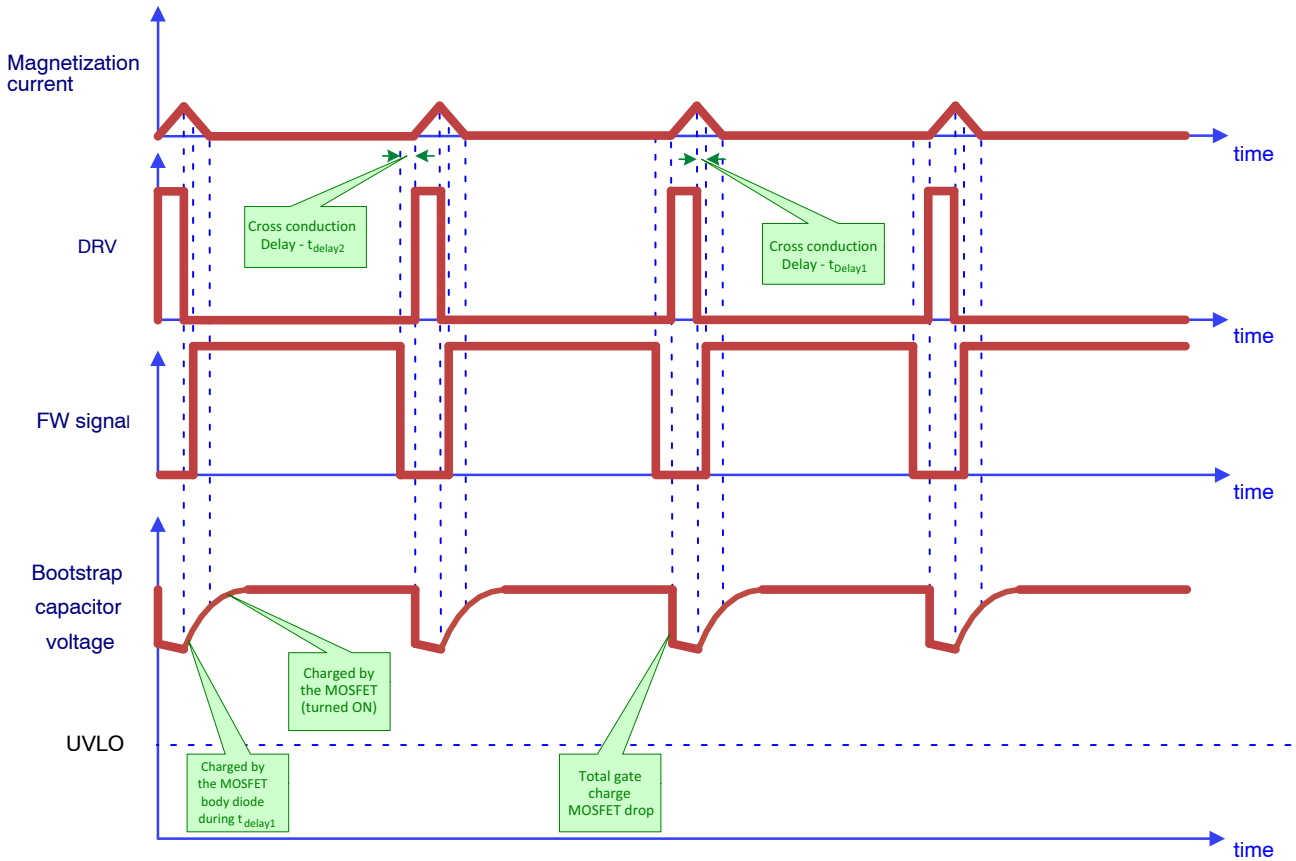 Magnetization
current
time
Cross conduction
Delay - tdelay2
Cross conduction
Delay - tDelay1
DRV
time
FW signal
time
Bootstrap
capacitor
voltage
Charged by
the MOSFET
(turned ON)
UVLO
Charged by
the MOSFET
body diode
during tdelay1
Total gate
charge
MOSFET drop
time